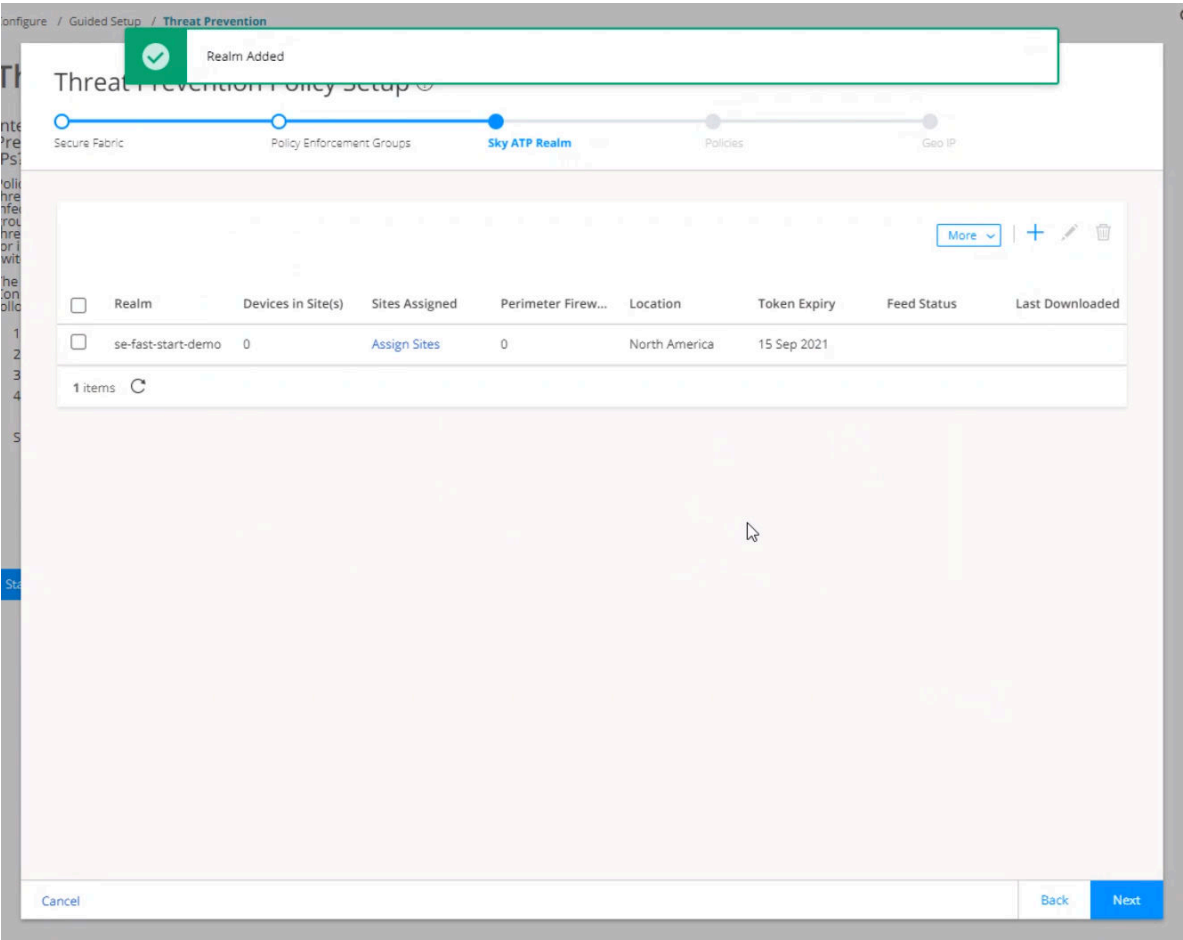 Configure / Guided Setup / Threat Prevention
Realm Added
Threat Prevention Policy Setup
Secure Fabric
Policy Enforcement Groups
Sky ATP Realm
Policies
Geo IP
More
Realm Devices in Site(s) Sites Assigned Perimeter Firew... Location Token Expiry Feed Status Last Downloaded
se-fast-start-demo 0 Assign Sites 0 North America 15 Sep 2021
1 items
Cancel
Back
Next